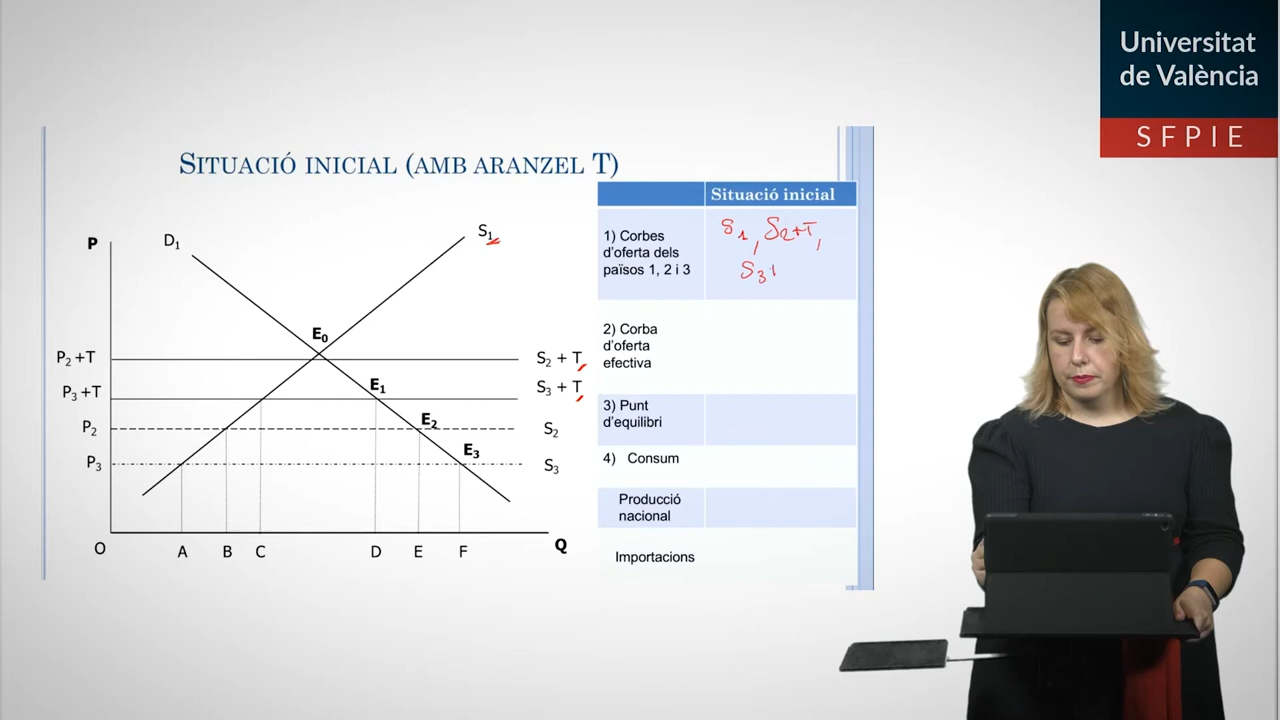 Universitat
de València
SFPIE
SITUACIÓ INICIAL (AMB ARANZEL T)
Situació inicial
1) Corbes
d'oferta dels
països 1, 2 i 3
S1, S2+T,
S3+
2) Corba
d'oferta
efectiva
3) Punt
d'equilibri
4) Consum
Producció
nacional
Importacions
P
D1
S1
E0
P2 +T
S2 + T
E1
P3 +T
S3 + T
E2
P2
S2
E3
P3
S3
O
A
B
C
D
E
F
Q